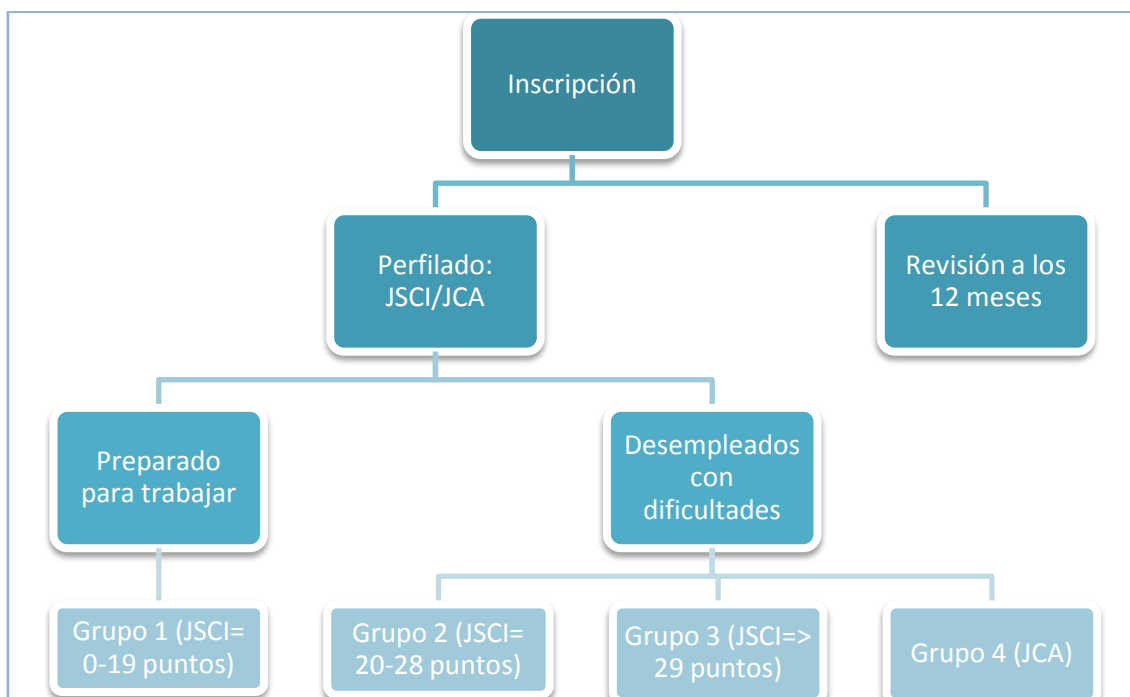 Inscripción
Perfilado:
JSCI/JCA
Revisión a los
12 meses
Preparado
para trabajar
Desempleados
con
dificultades
Grupo 1 (JSCI=
0-19 puntos)
Grupo 2 (JSCI=
20-28 puntos)
Grupo 3 (JSCI=>
29 puntos)
Grupo 4 (JCA)